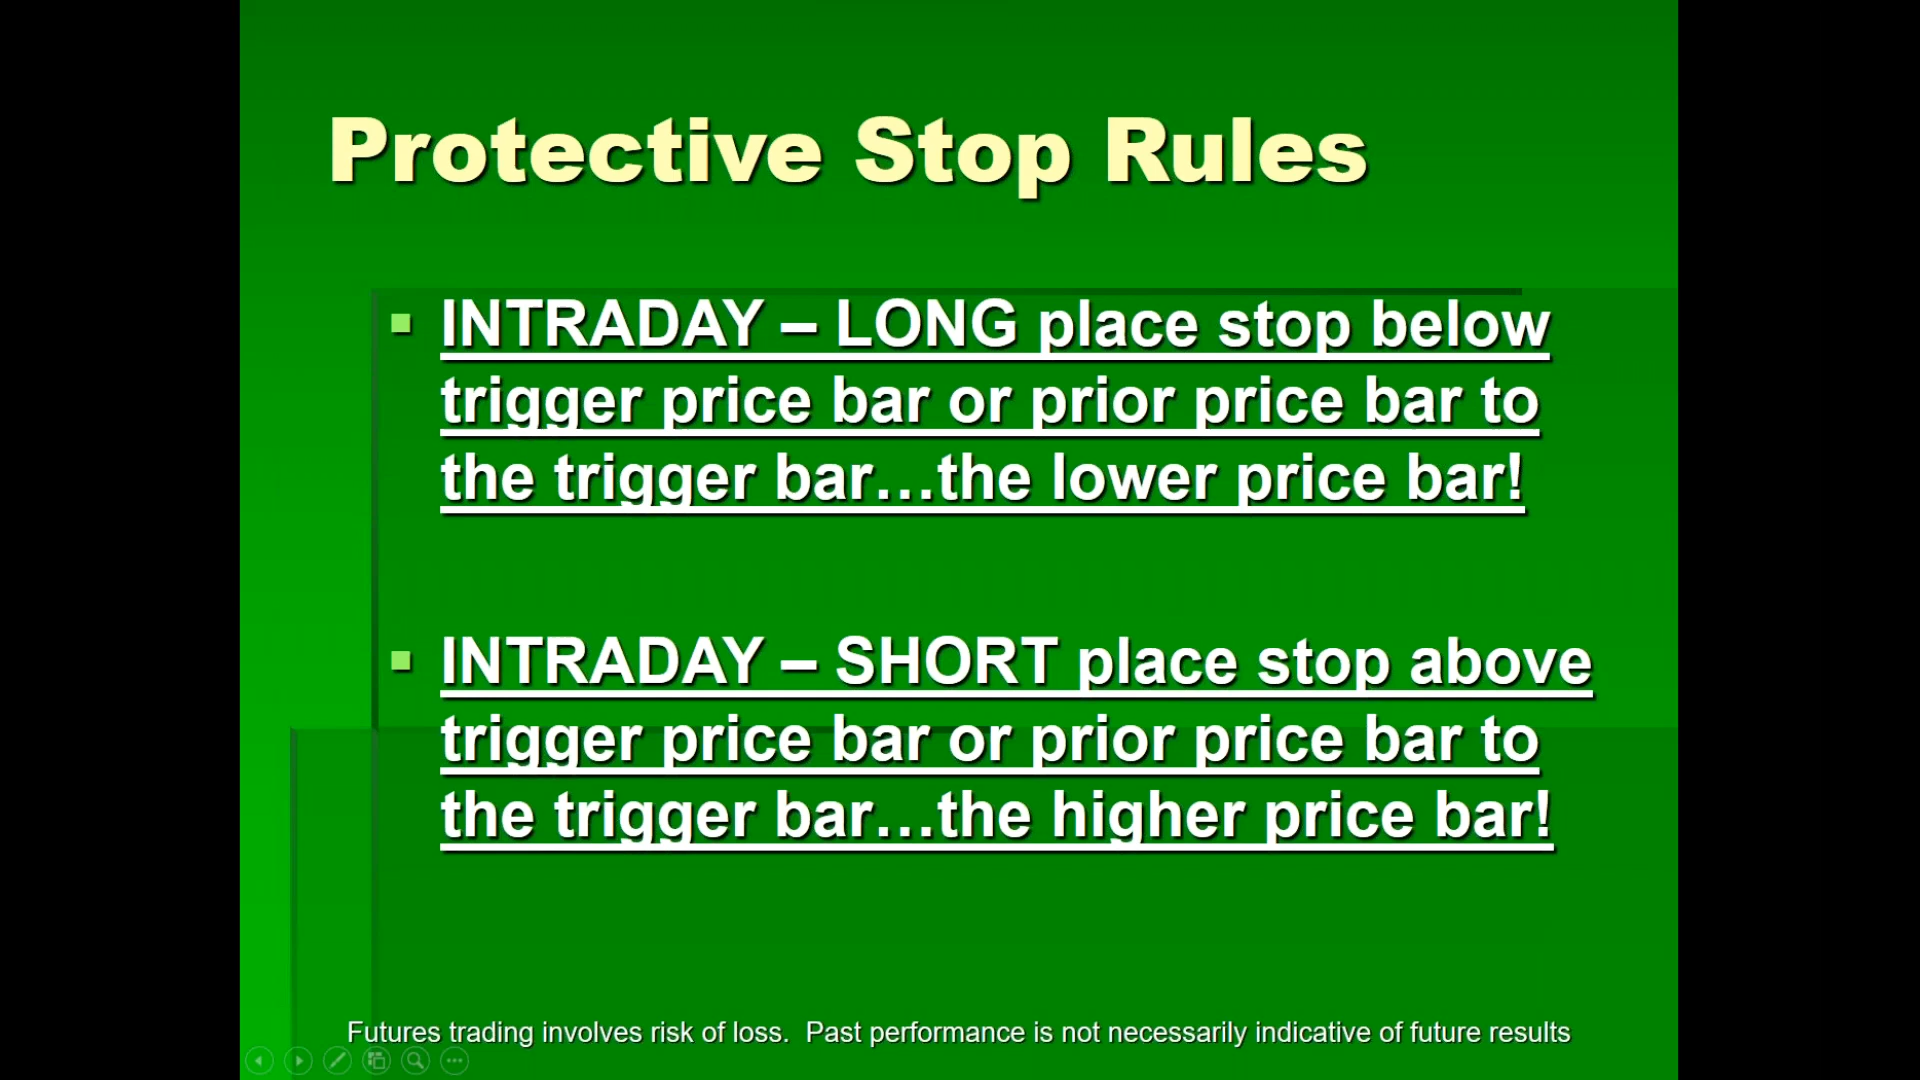 Protective Stop Rules
INTRADAY – LONG place stop below
trigger price bar or prior price bar to
the trigger bar…the lower price bar!
INTRADAY – SHORT place stop above
trigger price bar or prior price bar to
the trigger bar…the higher price bar!
Futures trading involves risk of loss.  Past performance is not necessarily indicative of future results